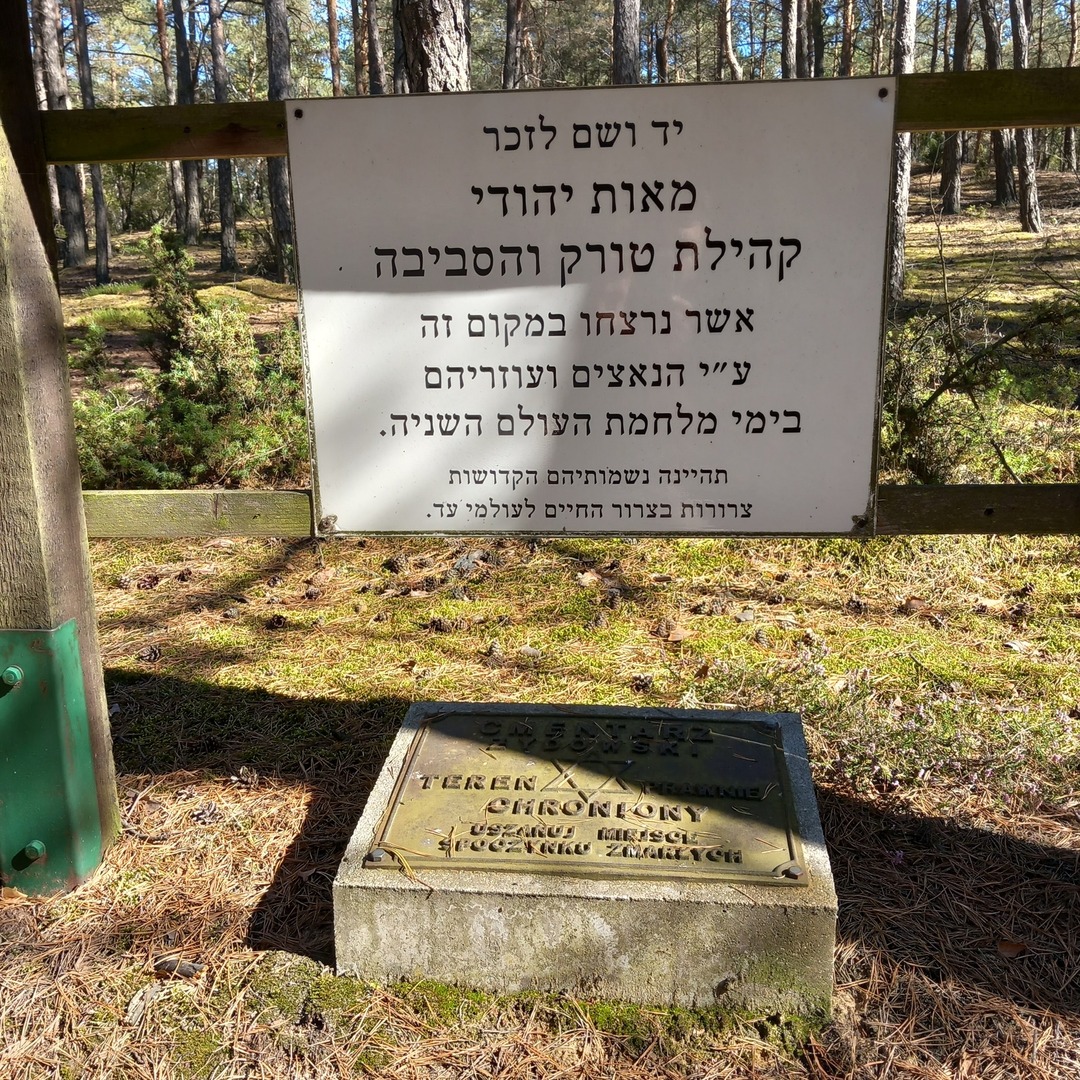 יד ושם לזכר
מאות יהודי
קהילת טורק והסביבה
אשר נרצחו במקום זה
ע״י הנאצים ועוזריהם
בימי מלחמת העולם השניה.
תהיינה נשמותיהם הקדושות
צרורות בצרור החיים לעולמי עד.
CMENTARZ
ŻYDOWSKI
TEREN PRAWNIE
CHRONIONY
USZANUJ MIEJSCE
SPOCZYNKU ZMARŁYCH